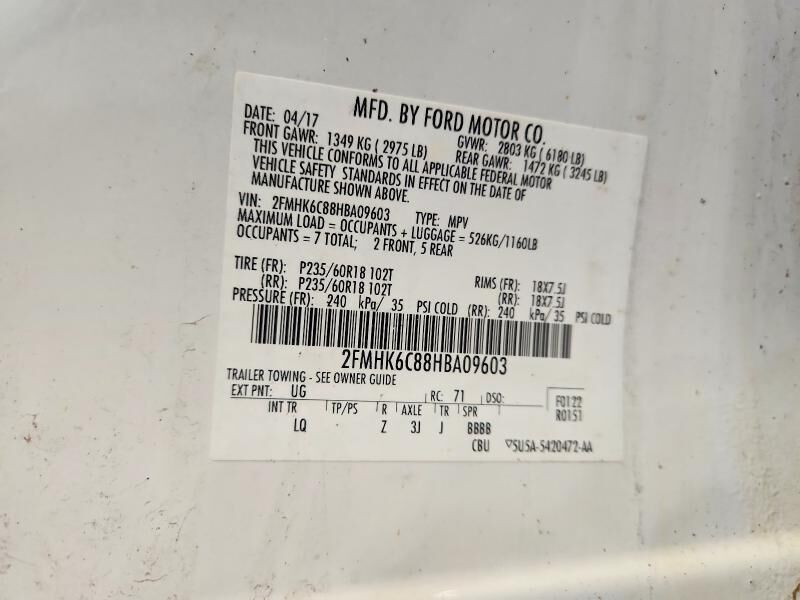 MFD. BY FORD MOTOR CO.
DATE: 04/17 GVWR: 2803 KG ( 6180 LB)
FRONT GAWR: 1349 KG ( 2975 LB) REAR GAWR: 1472 KG ( 3245 LB)
THIS VEHICLE CONFORMS TO ALL APPLICABLE FEDERAL MOTOR
VEHICLE SAFETY STANDARDS IN EFFECT ON THE DATE OF
MANUFACTURE SHOWN ABOVE.
VIN: 2FMHK6C88HBA09603 TYPE: MPV
MAXIMUM LOAD = OCCUPANTS + LUGGAGE = 526KG/1160LB
OCCUPANTS = 7 TOTAL; 2 FRONT, 5 REAR
TIRE (FR): P235/60R18 102T RIMS (FR): 18X7.5J
(RR): P235/60R18 102T (RR): 18X7.5J
PRESSURE (FR): 240 kPa/ 35 PSI COLD (RR): 240 kPa/ 35 PSI COLD
2FMHK6C88HBA09603
TRAILER TOWING - SEE OWNER GUIDE
EXT PNT: UG RC: 71 DSO: F0122
R0151
INT TR TP/PS R AXLE TR SPR
LQ Z 3J J BBBB
CBU 5U5A-5420472-AA